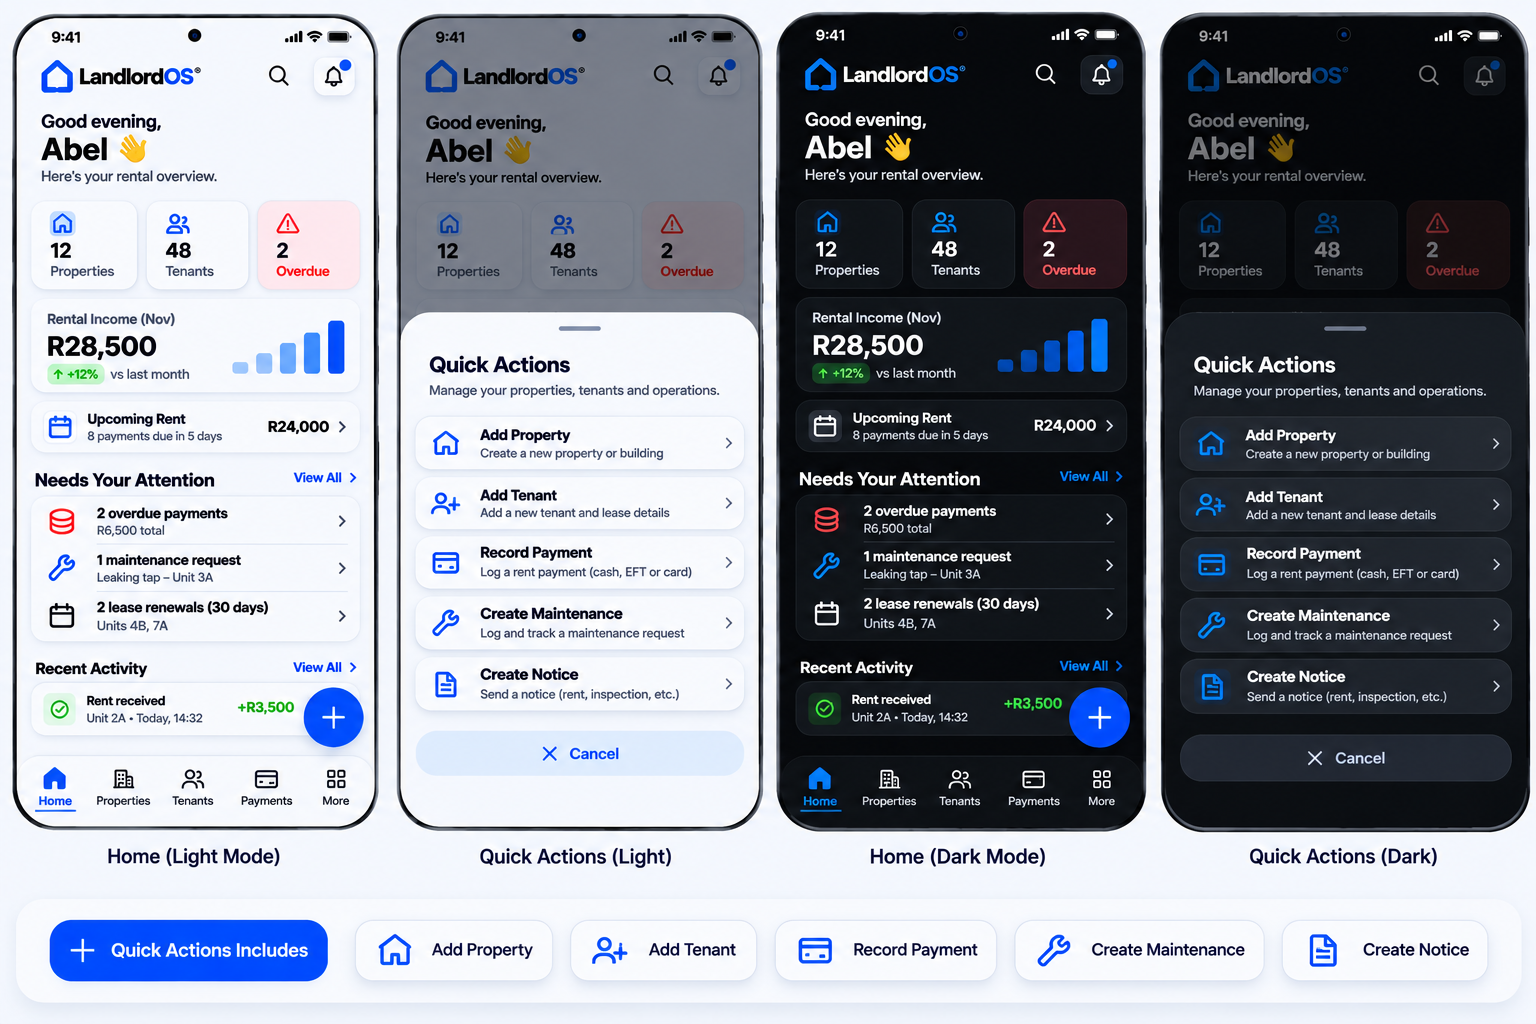 9:41
LandlordOS®
Good evening,
Abel 👋
Here's your rental overview.
12
Properties
48
Tenants
2
Overdue
Rental Income (Nov)
R28,500
↑ +12% vs last month
Upcoming Rent
8 payments due in 5 days
R24,000
Needs Your Attention
View All
2 overdue payments
R6,500 total
1 maintenance request
Leaking tap – Unit 3A
2 lease renewals (30 days)
Units 4B, 7A
Recent Activity
View All
Rent received
Unit 2A • Today, 14:32
+R3,500
Home
Properties
Tenants
Payments
More
Home (Light Mode)
9:41
LandlordOS®
Good evening,
Abel 👋
Here's your rental overview.
12
Properties
48
Tenants
2
Overdue
Quick Actions
Manage your properties, tenants and operations.
Add Property
Create a new property or building
Add Tenant
Add a new tenant and lease details
Record Payment
Log a rent payment (cash, EFT or card)
Create Maintenance
Log and track a maintenance request
Create Notice
Send a notice (rent, inspection, etc.)
Cancel
Quick Actions (Light)
9:41
LandlordOS®
Good evening,
Abel 👋
Here's your rental overview.
12
Properties
48
Tenants
2
Overdue
Rental Income (Nov)
R28,500
↑ +12% vs last month
Upcoming Rent
8 payments due in 5 days
R24,000
Needs Your Attention
View All
2 overdue payments
R6,500 total
1 maintenance request
Leaking tap – Unit 3A
2 lease renewals (30 days)
Units 4B, 7A
Recent Activity
View All
Rent received
Unit 2A • Today, 14:32
+R3,500
Home
Properties
Tenants
Payments
More
Home (Dark Mode)
9:41
LandlordOS®
Good evening,
Abel 👋
Here's your rental overview.
12
Properties
48
Tenants
2
Overdue
Quick Actions
Manage your properties, tenants and operations.
Add Property
Create a new property or building
Add Tenant
Add a new tenant and lease details
Record Payment
Log a rent payment (cash, EFT or card)
Create Maintenance
Log and track a maintenance request
Create Notice
Send a notice (rent, inspection, etc.)
Cancel
Quick Actions (Dark)
Quick Actions Includes
Add Property
Add Tenant
Record Payment
Create Maintenance
Create Notice